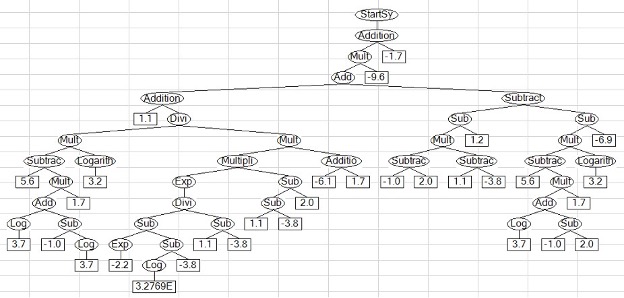 StartSy
Addition
Mult -1.7
Add -9.6
Addition Subtract
1.1 Divi Sub Sub
Mult Mult Mult 1.2 Mult -6.9
Subtrac Logarith Multipli Additio Subtrac Subtrac Subtrac Logarith
5.6 Mult 3.2 Exp Sub -6.1 1.7 -1.0 2.0 1.1 -3.8 5.6 Mult 3.2
Add 1.7 Divi Sub 2.0 Add 1.7
Log Sub Sub Sub 1.1 -3.8 Log Sub
3.7 -1.0 Log Exp Sub 1.1 -3.8 3.7 -1.0 2.0
3.7 -2.2 Log -3.8
3.2769E